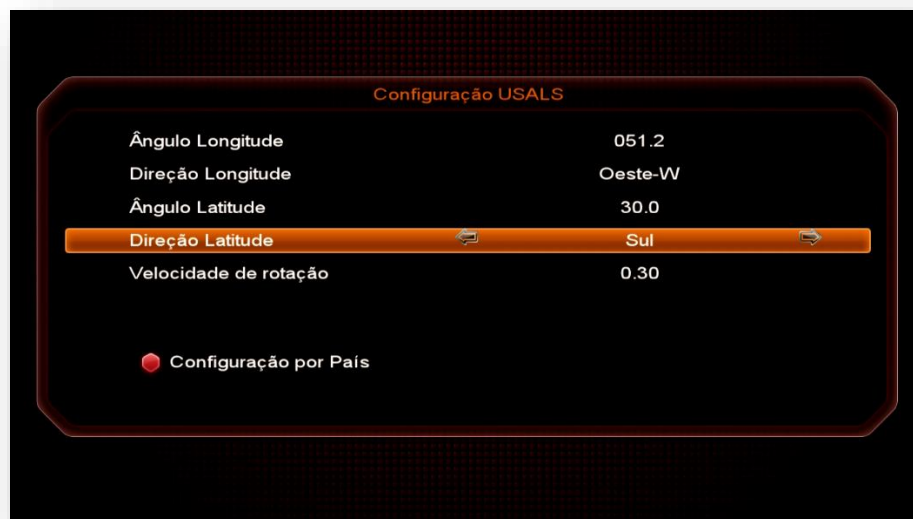 Configuração USALS
Ângulo Longitude 051.2
Direção Longitude Oeste-W
Ângulo Latitude 30.0
Direção Latitude Sul
Velocidade de rotação 0.30
Configuração por País